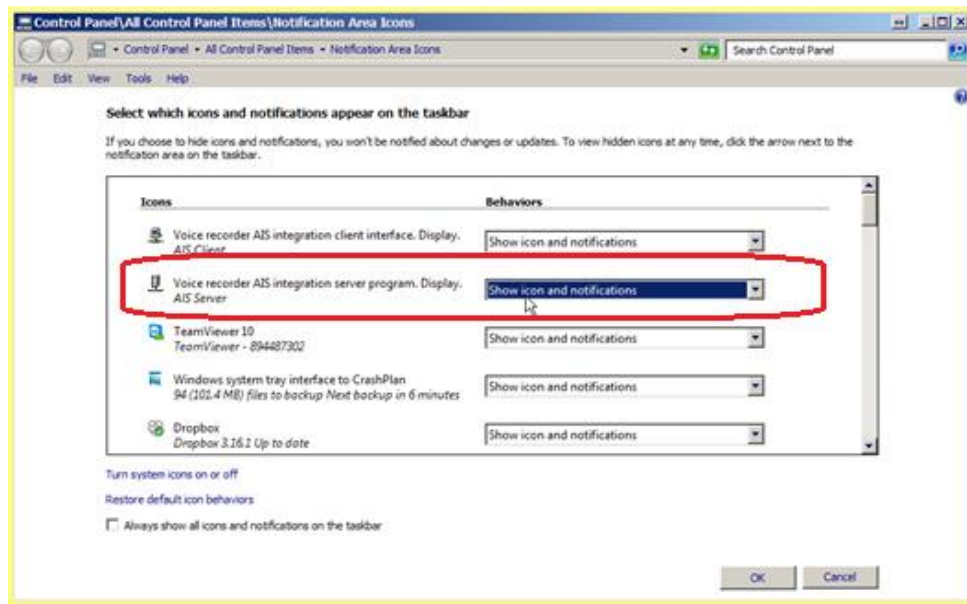 Control Panel\All Control Panel Items\Notification Area Icons
Control Panel All Control Panel Items Notification Area Icons Search Control Panel
File Edit View Tools Help
Select which icons and notifications appear on the taskbar
If you choose to hide icons and notifications, you won't be notified about changes or updates. To view hidden icons at any time, click the arrow next to the
notification area on the taskbar.
Icons Behaviors
Voice recorder AIS integration client interface. Display.
AIS Client
Show icon and notifications
Voice recorder AIS integration server program. Display.
AIS Server
Show icon and notifications
TeamViewer 10
TeamViewer - 894487302
Show icon and notifications
Windows system tray interface to CrashPlan
94 (101.4 MB) files to backup Next backup in 6 minutes
Show icon and notifications
Dropbox
Dropbox 3.16.1 Up to date
Show icon and notifications
Turn system icons on or off
Restore default icon behaviors
Always show all icons and notifications on the taskbar
OK Cancel